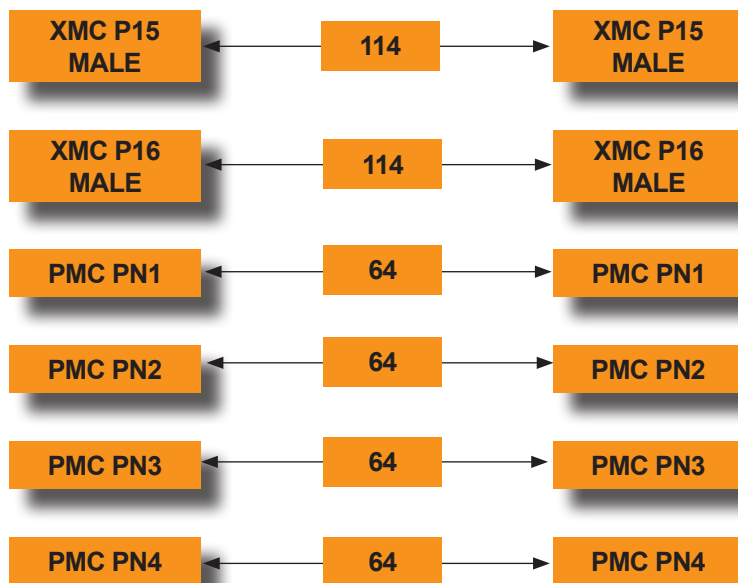 XMC P15
MALE
114
XMC P15
MALE
XMC P16
MALE
114
XMC P16
MALE
PMC PN1
64
PMC PN1
PMC PN2
64
PMC PN2
PMC PN3
64
PMC PN3
PMC PN4
64
PMC PN4